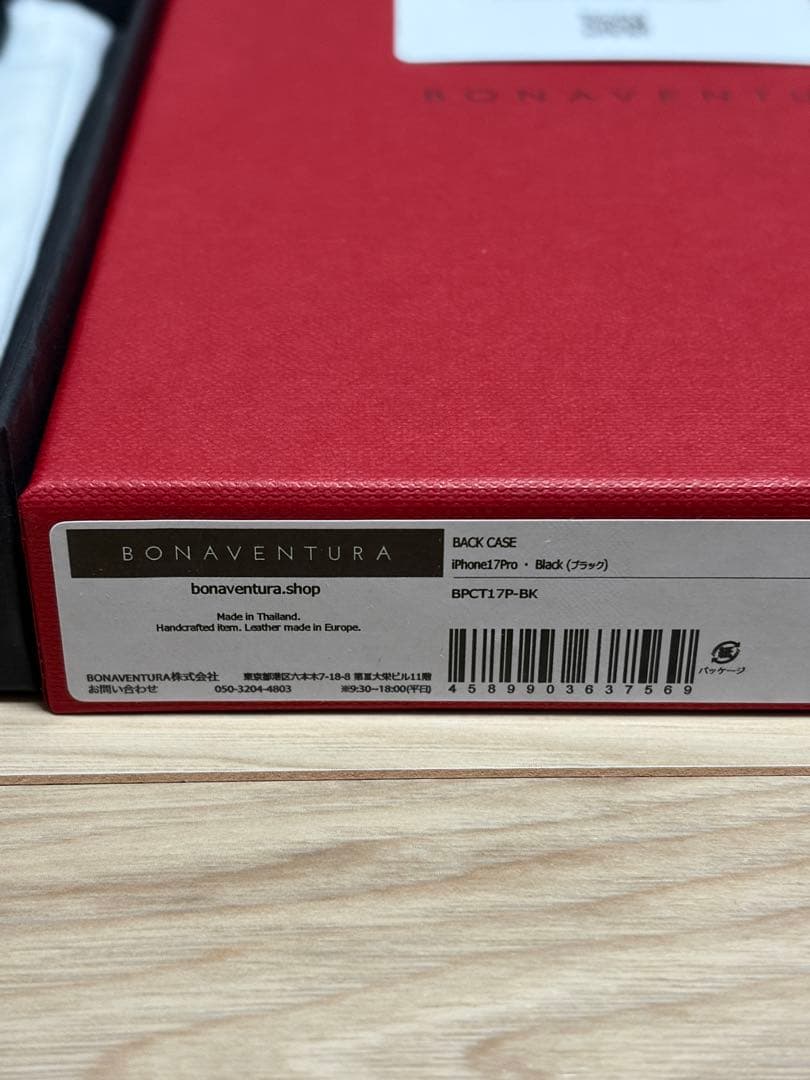 BONAVENTU
BONAVENTURA
bonaventura.shop
Made in Thailand.
Handcrafted item. Leather made in Europe.
BONAVENTURA株式会社 東京都港区六本木7-18-8 第Ⅲ大栄ビル11階
お問い合わせ 050-3204-4803 ※9:30~18:00(平日)
BACK CASE
iPhone17Pro ・ Black (ブラック)
BPCT17P-BK
4589903637569
パッケージ